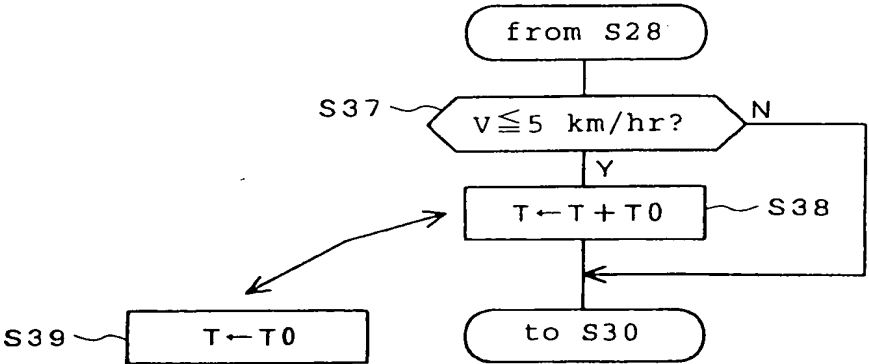 from S28
S37
V≦5 km/hr?
N
Y
T←T+T0
S38
S39
T←T0
to S30